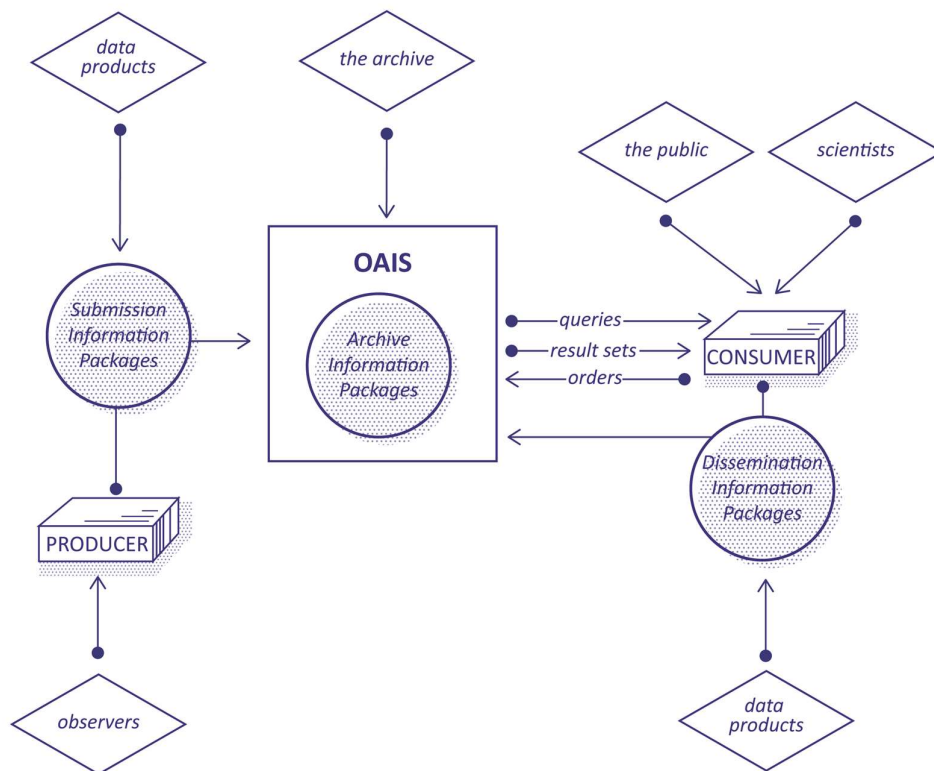 data
products
the archive
the public
scientists
OAIS
Submission
Information
Packages
Archive
Information
Packages
queries
result sets
orders
CONSUMER
Dissemination
Information
Packages
PRODUCER
observers
data
products